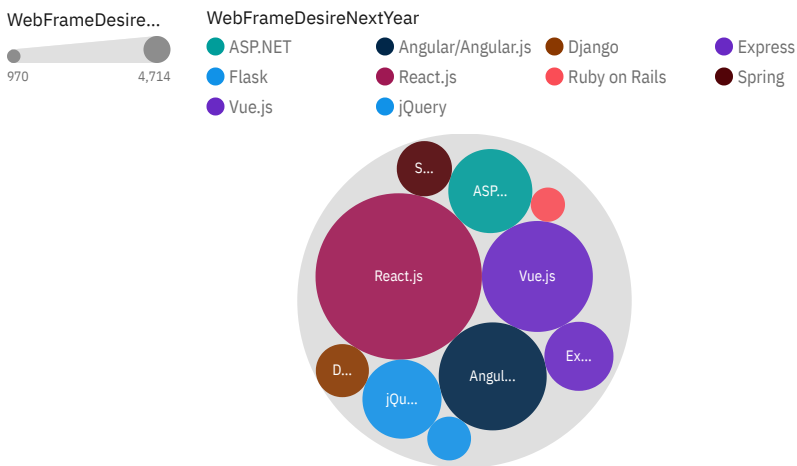 WebFrameDesire... WebFrameDesireNextYear
970 4,714
ASP.NET Angular/Angular.js Django Express
Flask React.js Ruby on Rails Spring
Vue.js jQuery
S...
ASP...
React.js Vue.js
Ex...
D... Angul...
jQu...